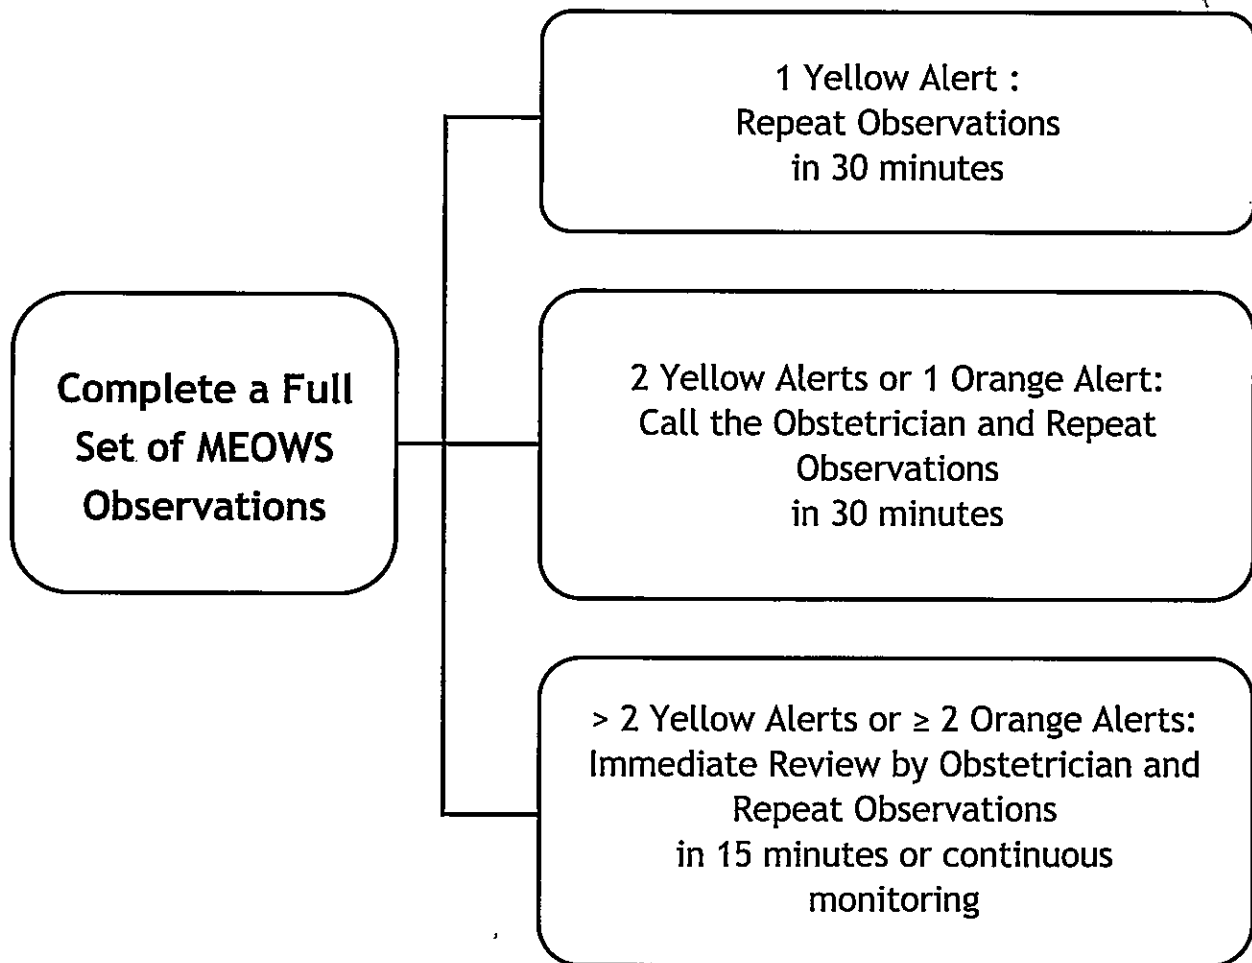 Complete a Full
Set of MEOWS
Observations
1 Yellow Alert :
Repeat Observations
in 30 minutes
2 Yellow Alerts or 1 Orange Alert:
Call the Obstetrician and Repeat
Observations
in 30 minutes
> 2 Yellow Alerts or ≥ 2 Orange Alerts:
Immediate Review by Obstetrician and
Repeat Observations
in 15 minutes or continuous
monitoring